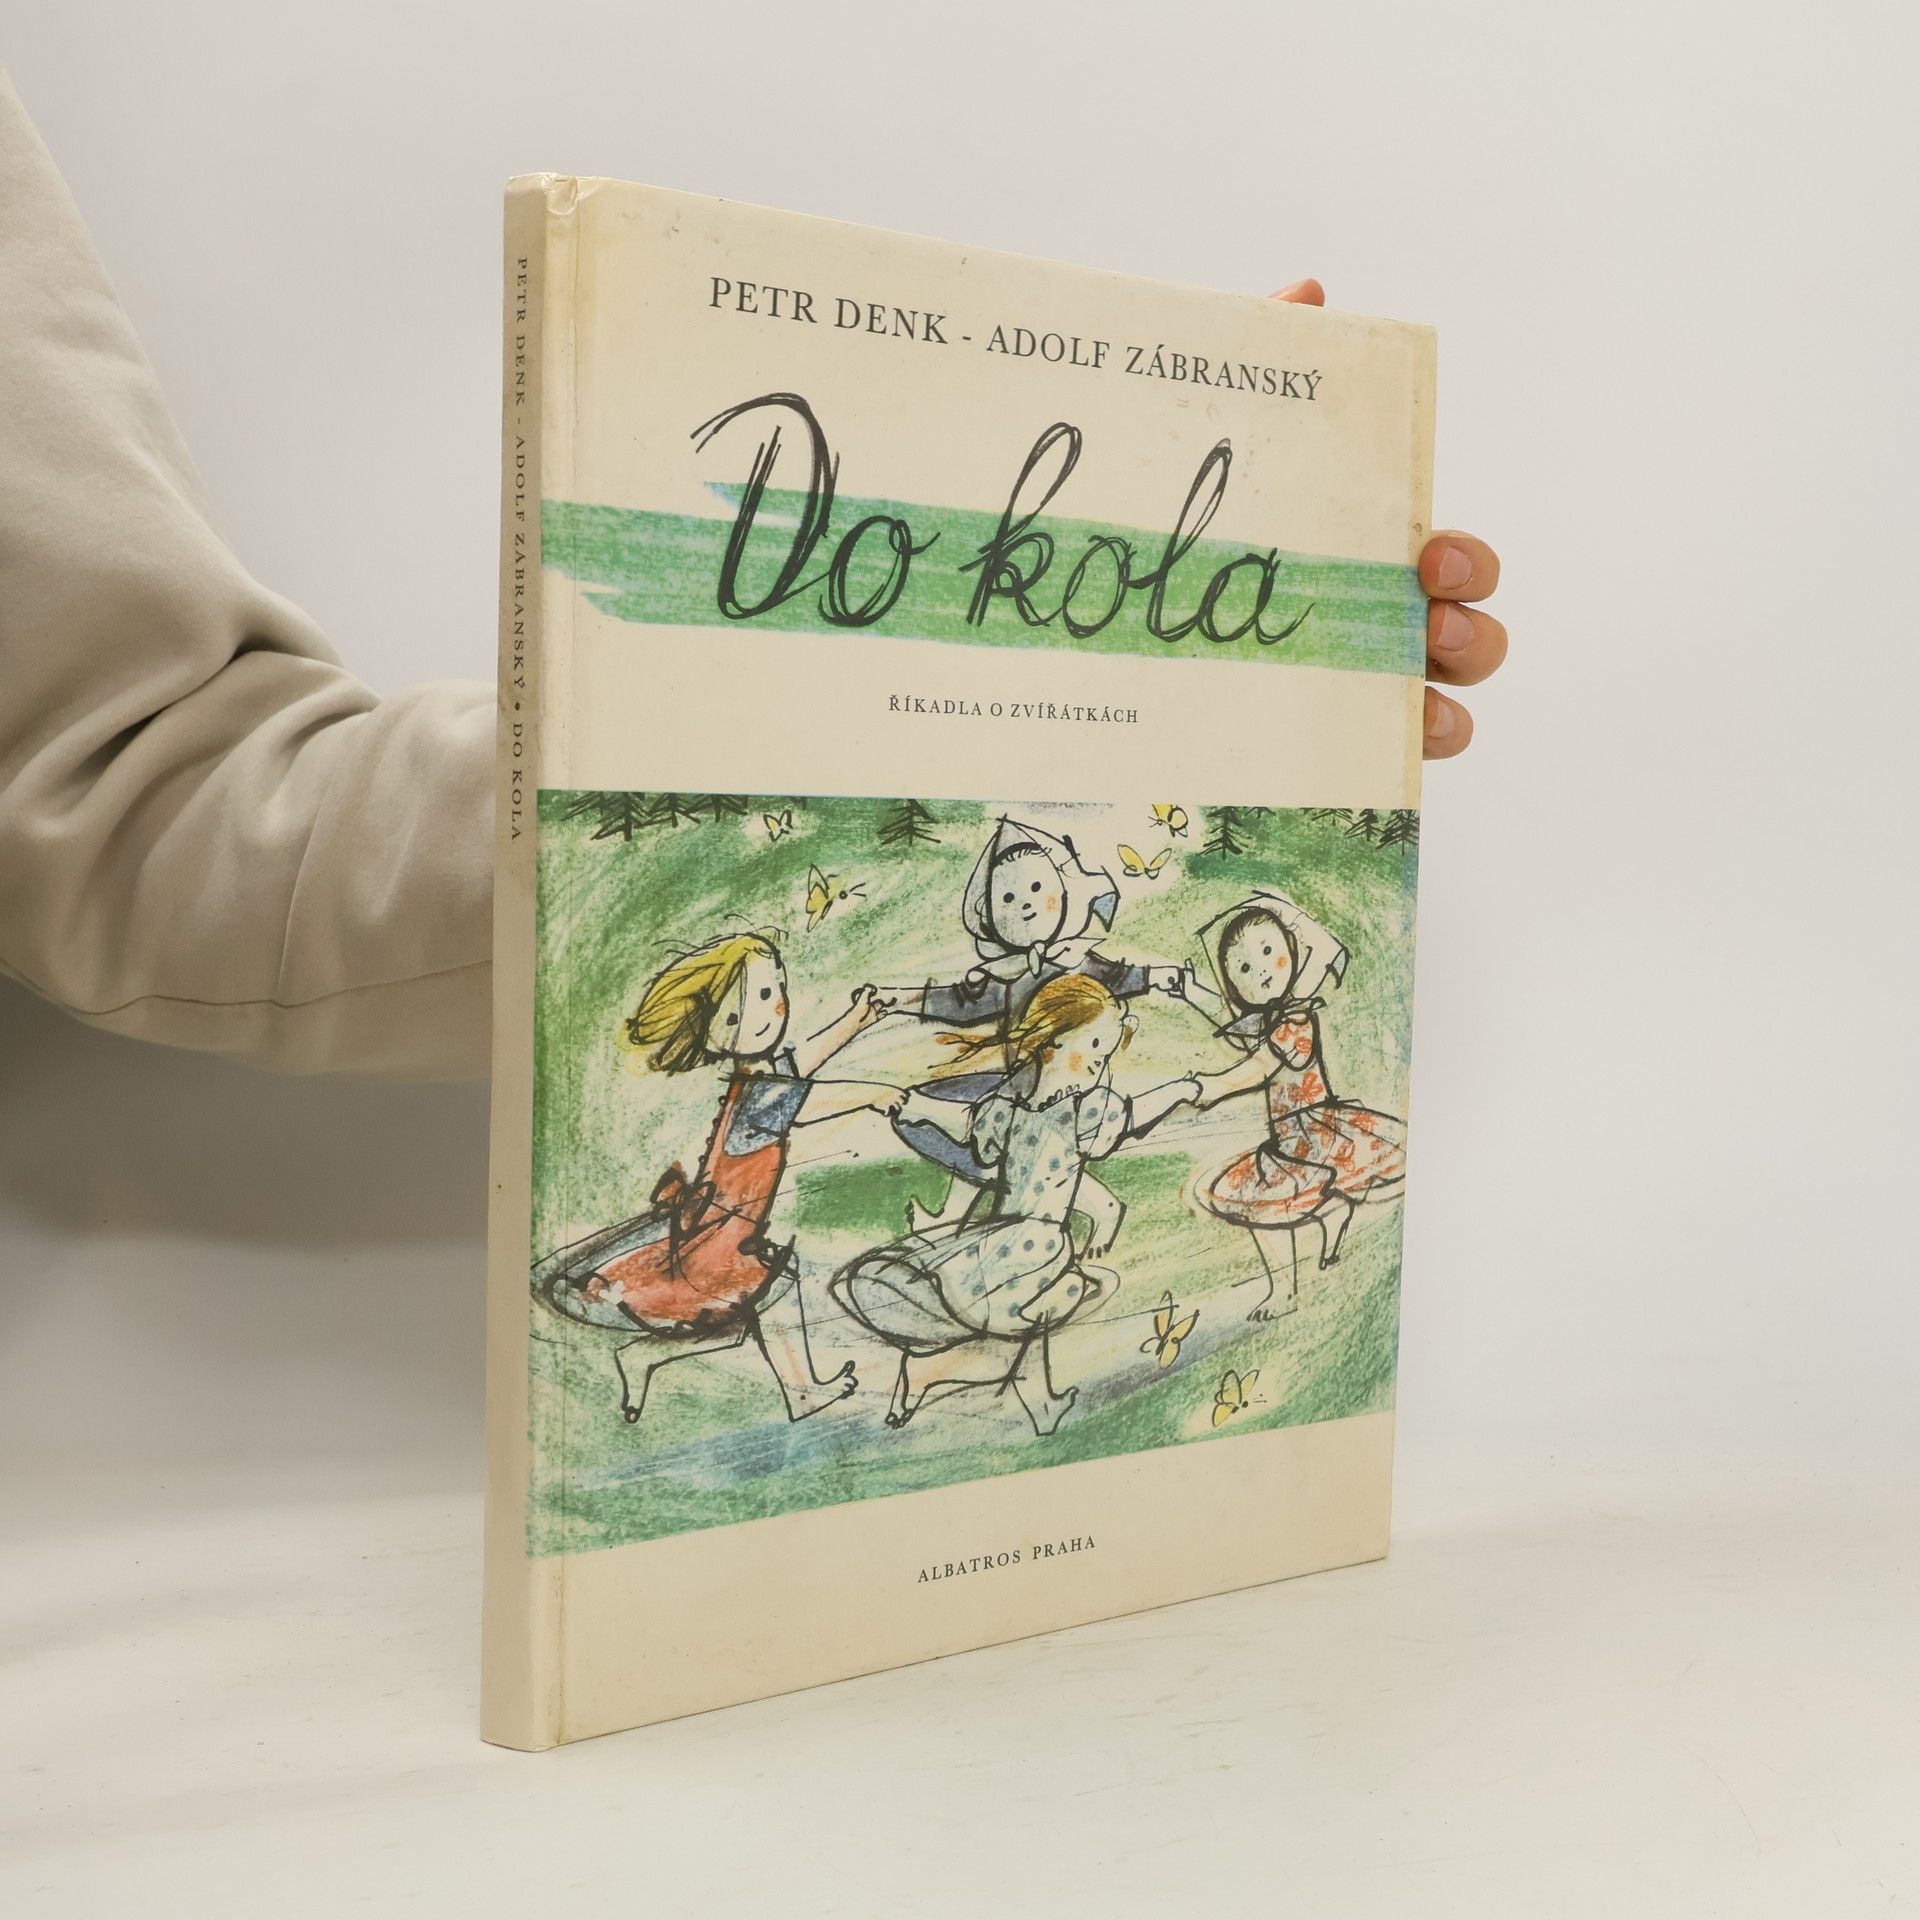 PETR DENK - ADOLF ZÁBRANSKÝ • DO KOLA
PETR DENK - ADOLF ZÁBRANSKÝ
Do kola
ŘÍKADLA O ZVÍŘÁTKÁCH
ALBATROS PRAHA